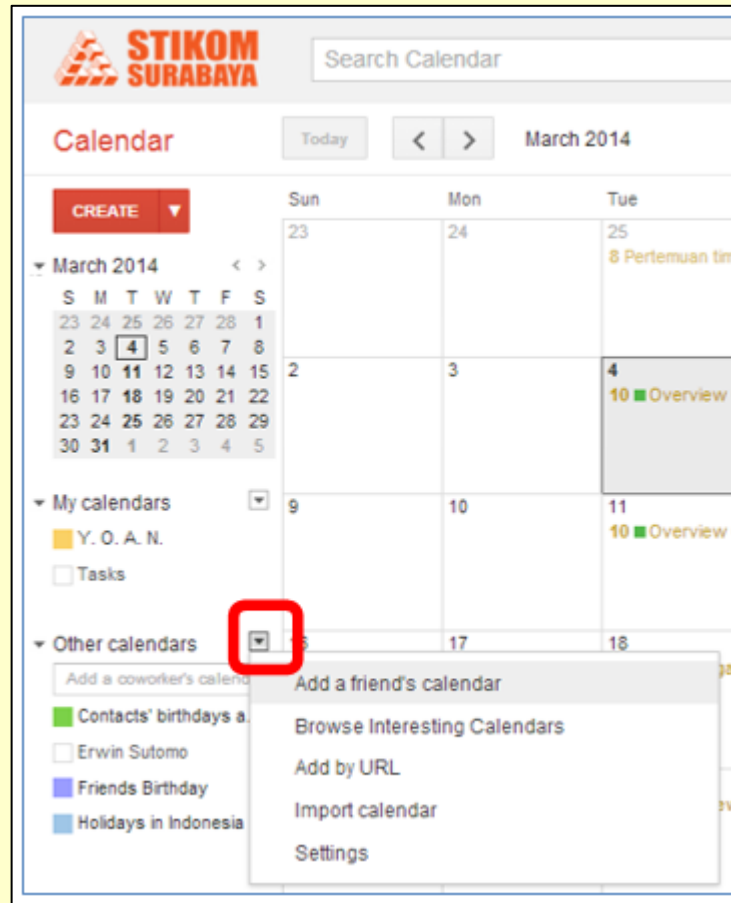 STIKOM
SURABAYA
Search Calendar
Calendar
Today
March 2014
CREATE
March 2014
S M T W T F S
23 24 25 26 27 28 1
2 3 4 5 6 7 8
9 10 11 12 13 14 15
16 17 18 19 20 21 22
23 24 25 26 27 28 29
30 31 1 2 3 4 5
My calendars
Y. O. A. N.
Tasks
Other calendars
Add a coworker's calend
Contacts' birthdays a.
Erwin Sutomo
Friends Birthday
Holidays in Indonesia
Sun Mon Tue
23 24 25
8 Pertemuan tim
2 3 4
10 Overview
9 10 11
10 Overview
17 18
Add a friend's calendar
Browse Interesting Calendars
Add by URL
Import calendar
Settings